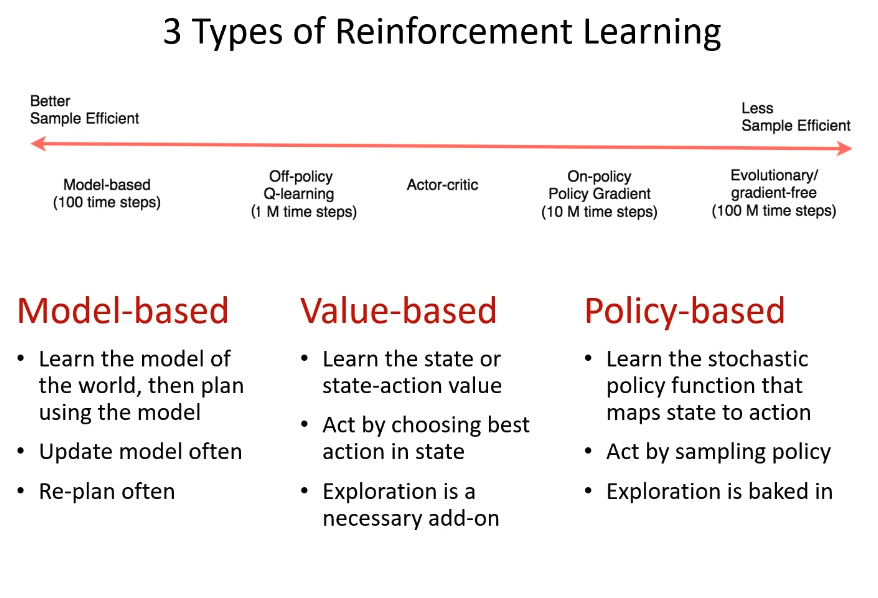 3 Types of Reinforcement Learning
Better
Sample Efficient
Less
Sample Efficient
Model-based
(100 time steps)
Off-policy
Q-learning
(1 M time steps)
Actor-critic
On-policy
Policy Gradient
(10 M time steps)
Evolutionary/
gradient-free
(100 M time steps)
Model-based
• Learn the model of
the world, then plan
using the model
• Update model often
• Re-plan often
Value-based
• Learn the state or
state-action value
• Act by choosing best
action in state
• Exploration is a
necessary add-on
Policy-based
• Learn the stochastic
policy function that
maps state to action
• Act by sampling policy
• Exploration is baked in